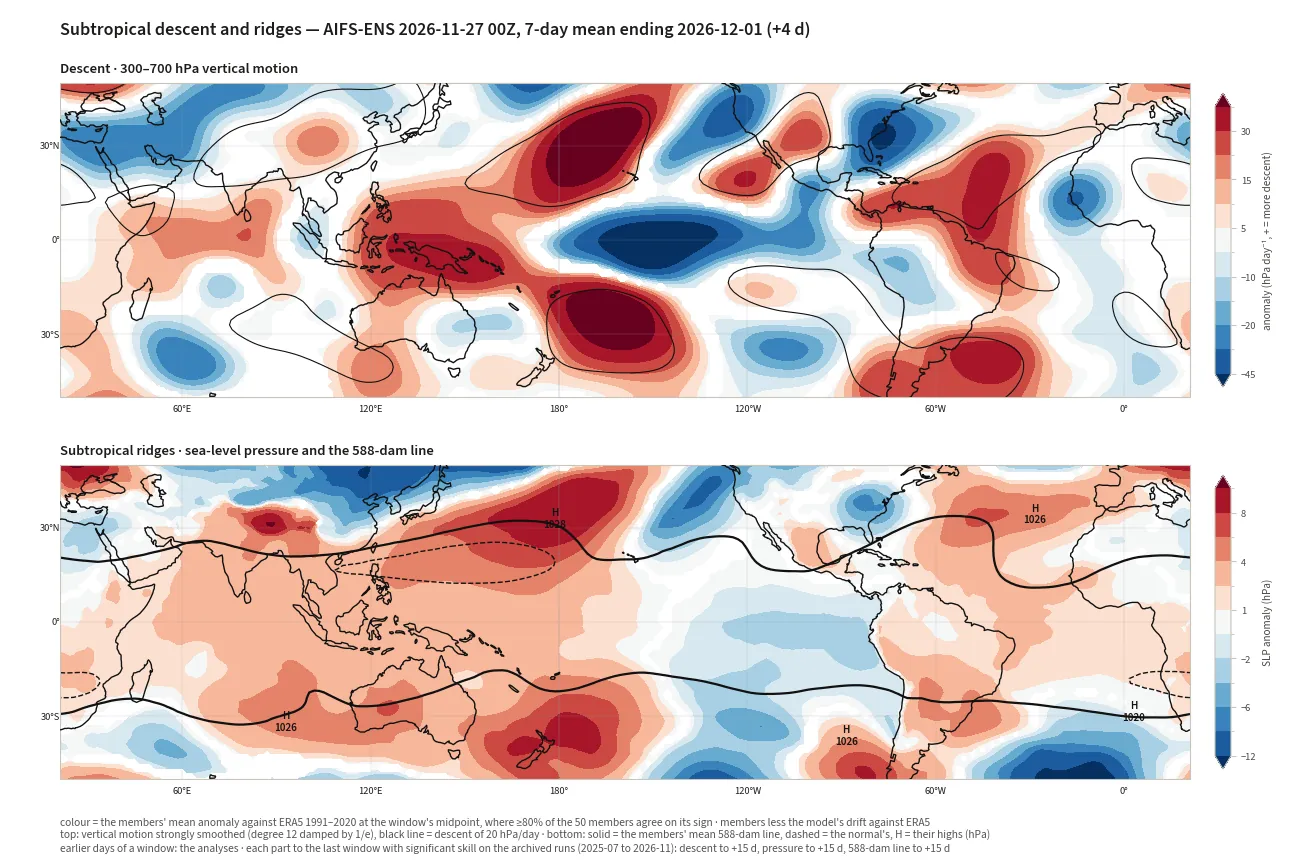 Subtropical descent and ridges — AIFS-ENS 2026-11-27 00Z, 7-day mean ending 2026-12-01 (+4 d)
Descent · 300–700 hPa vertical motion
30°N
0°
30°S
60°E 120°E 180° 120°W 60°W 0°
30
15
5
−10
−20
−45
anomaly (hPa day⁻¹, + = more descent)
Subtropical ridges · sea-level pressure and the 588-dam line
30°N
0°
30°S
H
1028
H
1026
H
1026
H
1026
H
1020
60°E 120°E 180° 120°W 60°W 0°
8
4
1
−2
−6
−12
SLP anomaly (hPa)
colour = the members' mean anomaly against ERA5 1991–2020 at the window's midpoint, where ≥80% of the 50 members agree on its sign · members less the model's drift against ERA5
top: vertical motion strongly smoothed (degree 12 damped by 1/e), black line = descent of 20 hPa/day · bottom: solid = the members' mean 588-dam line, dashed = the normal's, H = their highs (hPa)
earlier days of a window: the analyses · each part to the last window with significant skill on the archived runs (2025-07 to 2026-11): descent to +15 d, pressure to +15 d, 588-dam line to +15 d